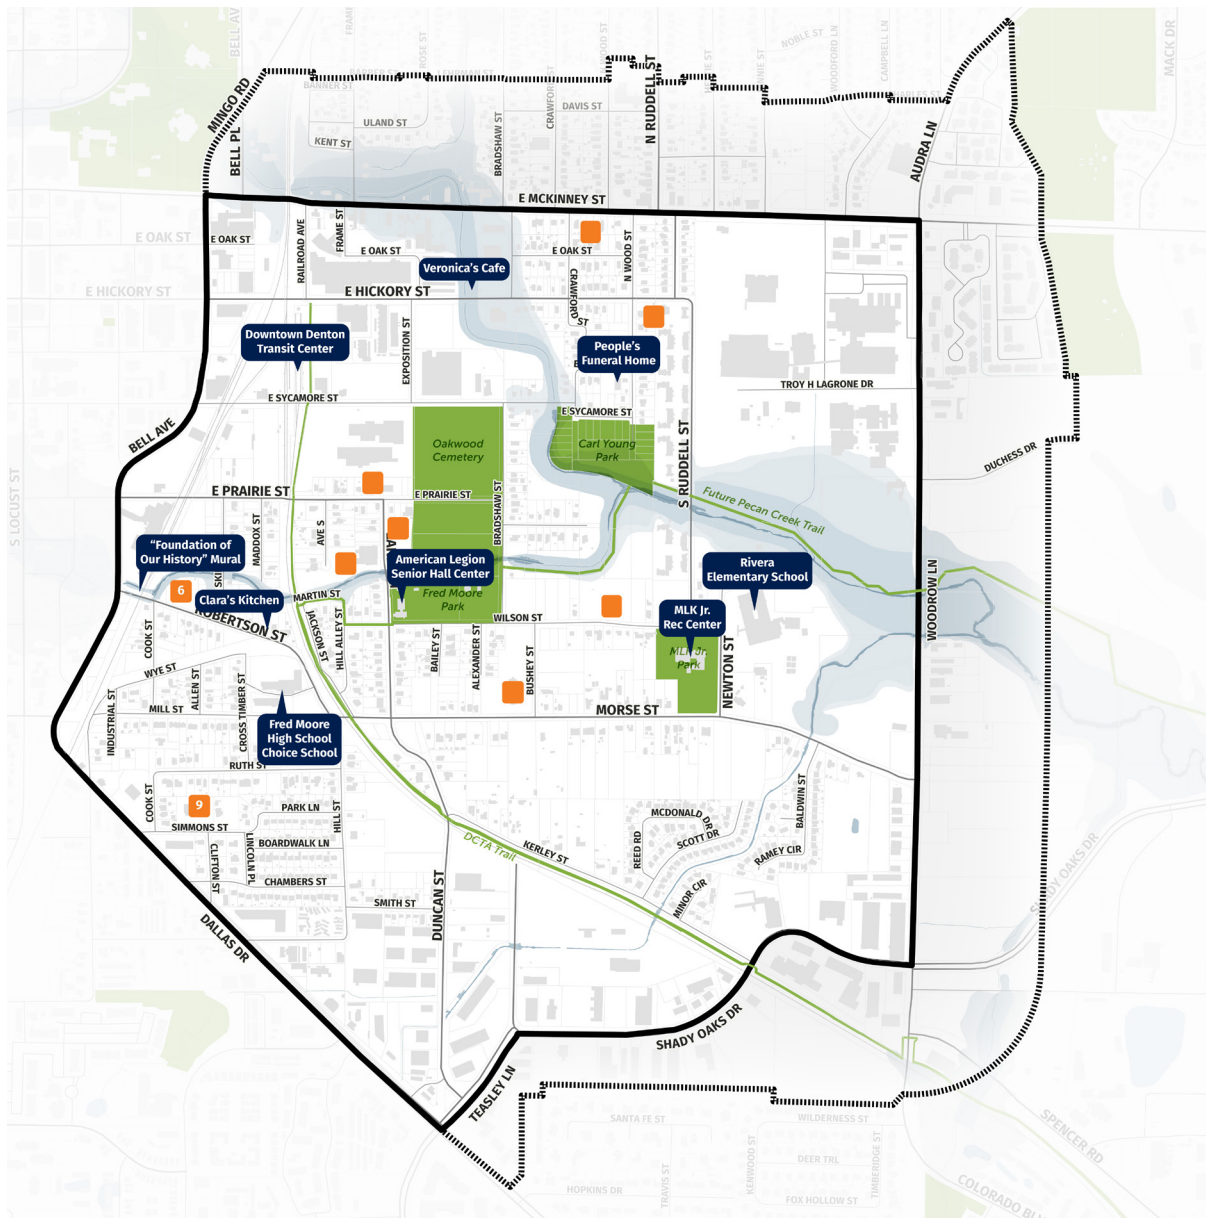 BELL AV
FRAME
ROSE ST
WOOD ST
NOBLE ST
WOODFORD LN
CAMPBELL LN
MACK DR
MINGO RD
BELL PL
BANNER ST
N RUDDELL ST
CRAWFORD ST
DAVIS ST
BRADSHAW ST
ULAND ST
KENT ST
AUDRA LN
E MCKINNEY ST
E OAK ST
E OAK ST
RAILROAD AVE
FRAME ST
E OAK ST
E OAK ST
N WOOD ST
Veronica's Cafe
CRAWFORD
ST
E HICKORY ST
E HICKORY ST
Downtown Denton
Transit Center
EXPOSITION ST
People's
Funeral Home
TROY H LAGRONE DR
E SYCAMORE ST
E SYCAMORE ST
BELL AVE
Oakwood
Cemetery
Carl Young
Park
S RUDDELL ST
DUCHESS DR
S LOCUST ST
E PRAIRIE ST
E PRAIRIE ST
BRADSHAW ST
Future Pecan Creek Trail
MADDOX ST
AVE S
"Foundation of
Our History" Mural
American Legion
Senior Hall Center
Rivera
Elementary School
WOODROW LN
6
Clara's Kitchen
MARTIN ST
Fred Moore
Park
MLK Jr.
Rec Center
ROBERTSON ST
JACKSON ST
HILL ALLEY ST
WILSON ST
COOK ST
BAILEY ST
ALEXANDER ST
BUSHEY ST
MLK Jr.
Park
NEWTON ST
WYE ST
ALLEN ST
CROSS TIMBER ST
INDUSTRIAL ST
MILL ST
MORSE ST
Fred Moore
High School
Choice School
RUTH ST
COOK ST
9
PARK LN
HILL ST
SIMMONS ST
LINCOLN PL
BOARDWALK LN
CLIFTON ST
CHAMBERS ST
SMITH ST
DCTA Trail
KERLEY ST
DUNCAN ST
MCDONALD DR
REED RD
SCOTT DR
BALDWIN ST
RAMEY CIR
MINOR CIR
SHADY OAKS DR
DALLAS DR
SHADY OAKS DR
TEASLEY LN
SANTA FE ST
WILDERNESS ST
SPENCER RD
KENWOOD ST
DEER TRL
TIMBERIDGE ST
TRAVIS ST
HOPKINS DR
FOX HOLLOW ST
COLORADO BL